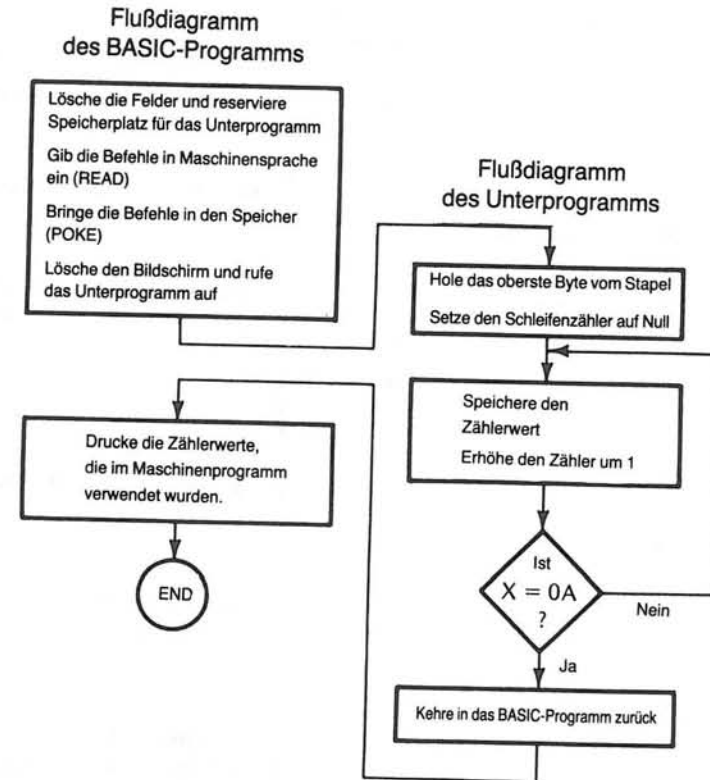 Flußdiagramm
des BASIC-Programms
Lösche die Felder und reserviere
Speicherplatz für das Unterprogramm
Gib die Befehle in Maschinensprache
ein (READ)
Bringe die Befehle in den Speicher
(POKE)
Lösche den Bildschirm und rufe
das Unterprogramm auf
Drucke die Zählerwerte,
die im Maschinenprogramm
verwendet wurden.
END
Flußdiagramm
des Unterprogramms
Hole das oberste Byte vom Stapel
Setze den Schleifenzähler auf Null
Speichere den
Zählerwert
Erhöhe den Zähler um 1
Ist
X = 0A
?
Nein
Ja
Kehre in das BASIC-Programm zurück